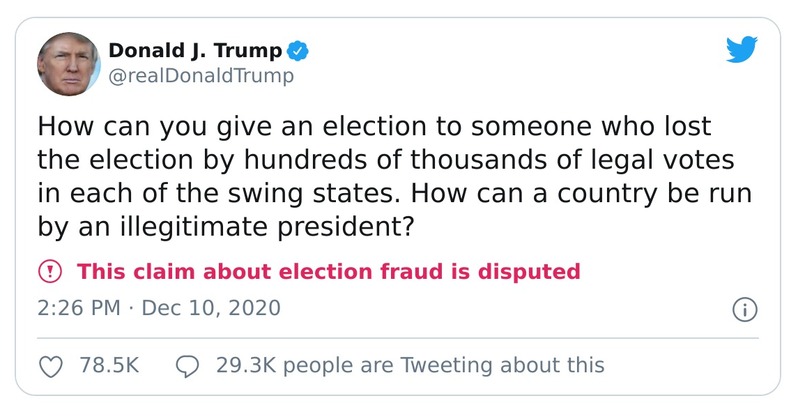 Donald J. Trump
@realDonaldTrump
How can you give an election to someone who lost
the election by hundreds of thousands of legal votes
in each of the swing states. How can a country be run
by an illegitimate president?
This claim about election fraud is disputed
2:26 PM · Dec 10, 2020
78.5K 29.3K people are Tweeting about this